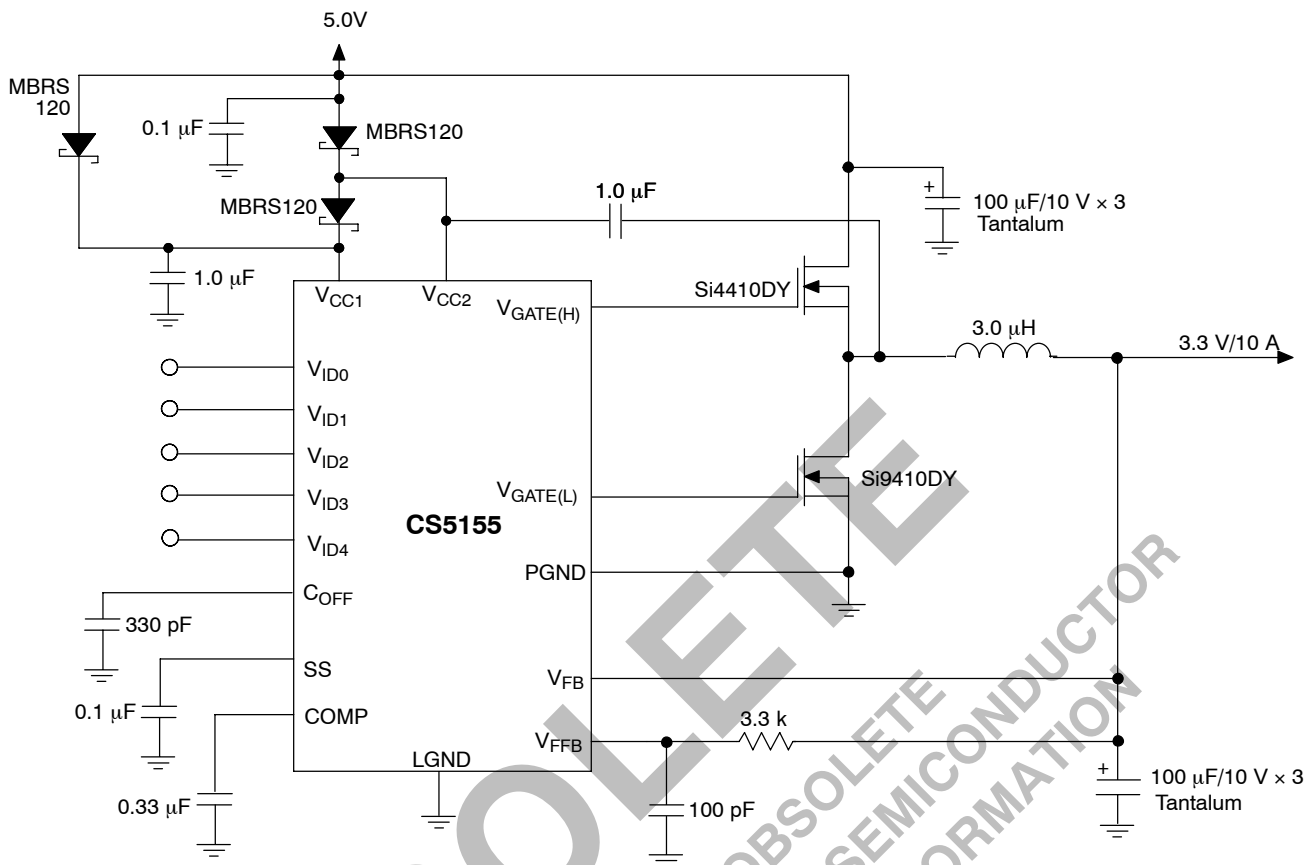 5.0V
MBRS
120
0.1 μF
MBRS120
MBRS120
1.0 μF
1.0 μF
+
100 μF/10 V × 3
Tantalum
VCC1
VCC2
VGATE(H)
Si4410DY
3.0 μH
3.3 V/10 A
VID0
VID1
VID2
VID3
VID4
VGATE(L)
Si9410DY
CS5155
PGND
COFF
330 pF
SS
0.1 μF
VFB
COMP
3.3 k
VFFB
LGND
0.33 μF
100 pF
+
100 μF/10 V × 3
Tantalum
OLETE
OBSOLETE
SEMICONDUCTOR
ORMATION